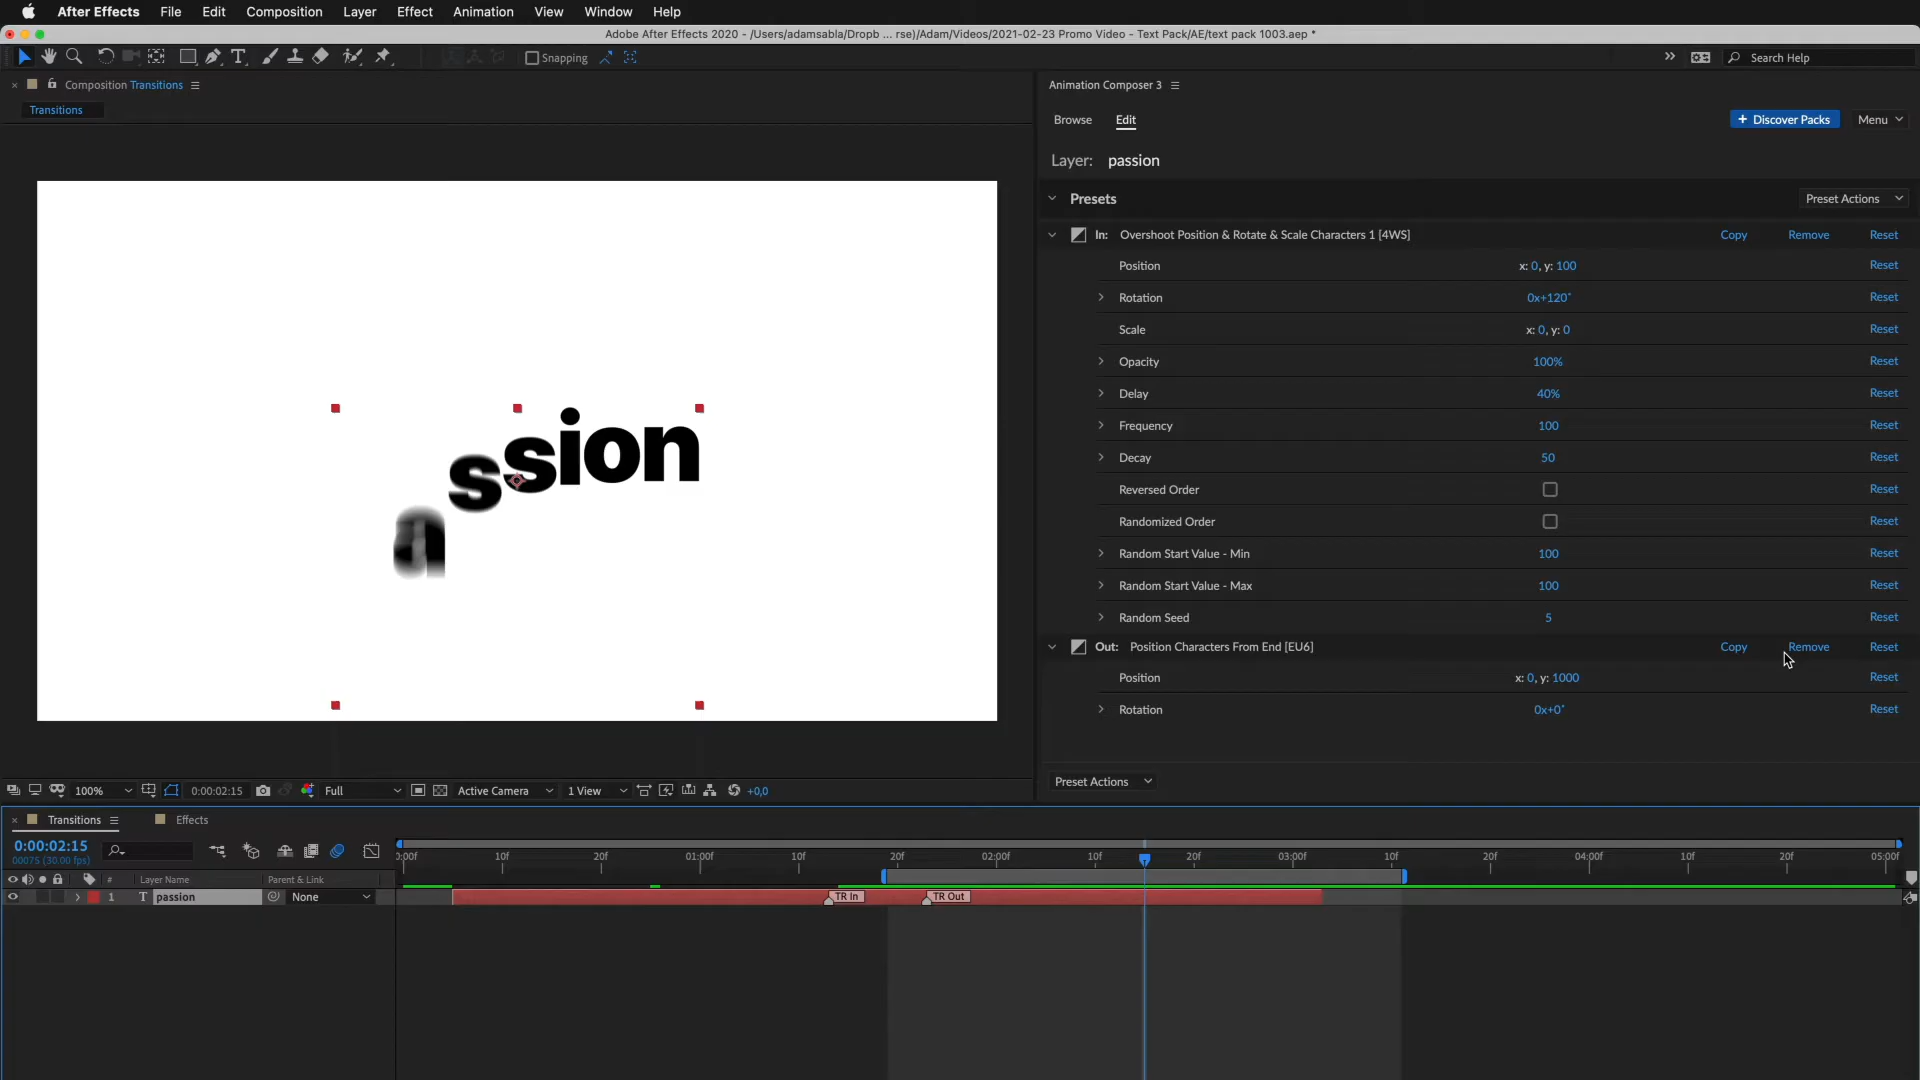 After Effects File Edit Composition Layer Effect Animation View Window Help
Adobe After Effects 2020 - /Users/adamsabla/Dropb ... rse)/Adam/Videos/2021-02-23 Promo Video - Text Pack/AE/text pack 1003.aep *
Snapping
Search Help
Composition Transitions
Transitions
Animation Composer 3
Browse Edit
+ Discover Packs
Menu
Layer: passion
Presets
Preset Actions
In: Overshoot Position & Rotate & Scale Characters 1 [4WS] Copy Remove Reset
Position x: 0, y: 100 Reset
Rotation 0x+120° Reset
Scale x: 0, y: 0 Reset
Opacity 100% Reset
Delay 40% Reset
Frequency 100 Reset
Decay 50 Reset
Reversed Order Reset
Randomized Order Reset
Random Start Value - Min 100 Reset
Random Start Value - Max 100 Reset
Random Seed 5 Reset
Out: Position Characters From End [EU6] Copy Remove Reset
Position x: 0, y: 1000 Reset
Rotation 0x+0° Reset
Preset Actions
assion
100% 0:00:02:15 Full Active Camera 1 View +0,0
Transitions Effects
0:00:02:15
00075 (30.00 fps)
0:00f 10f 20f 01:00f 10f 20f 02:00f 10f 20f 03:00f 10f 20f 04:00f 10f 20f 05:00f
# Layer Name Parent & Link
1 T passion None
TR In TR Out